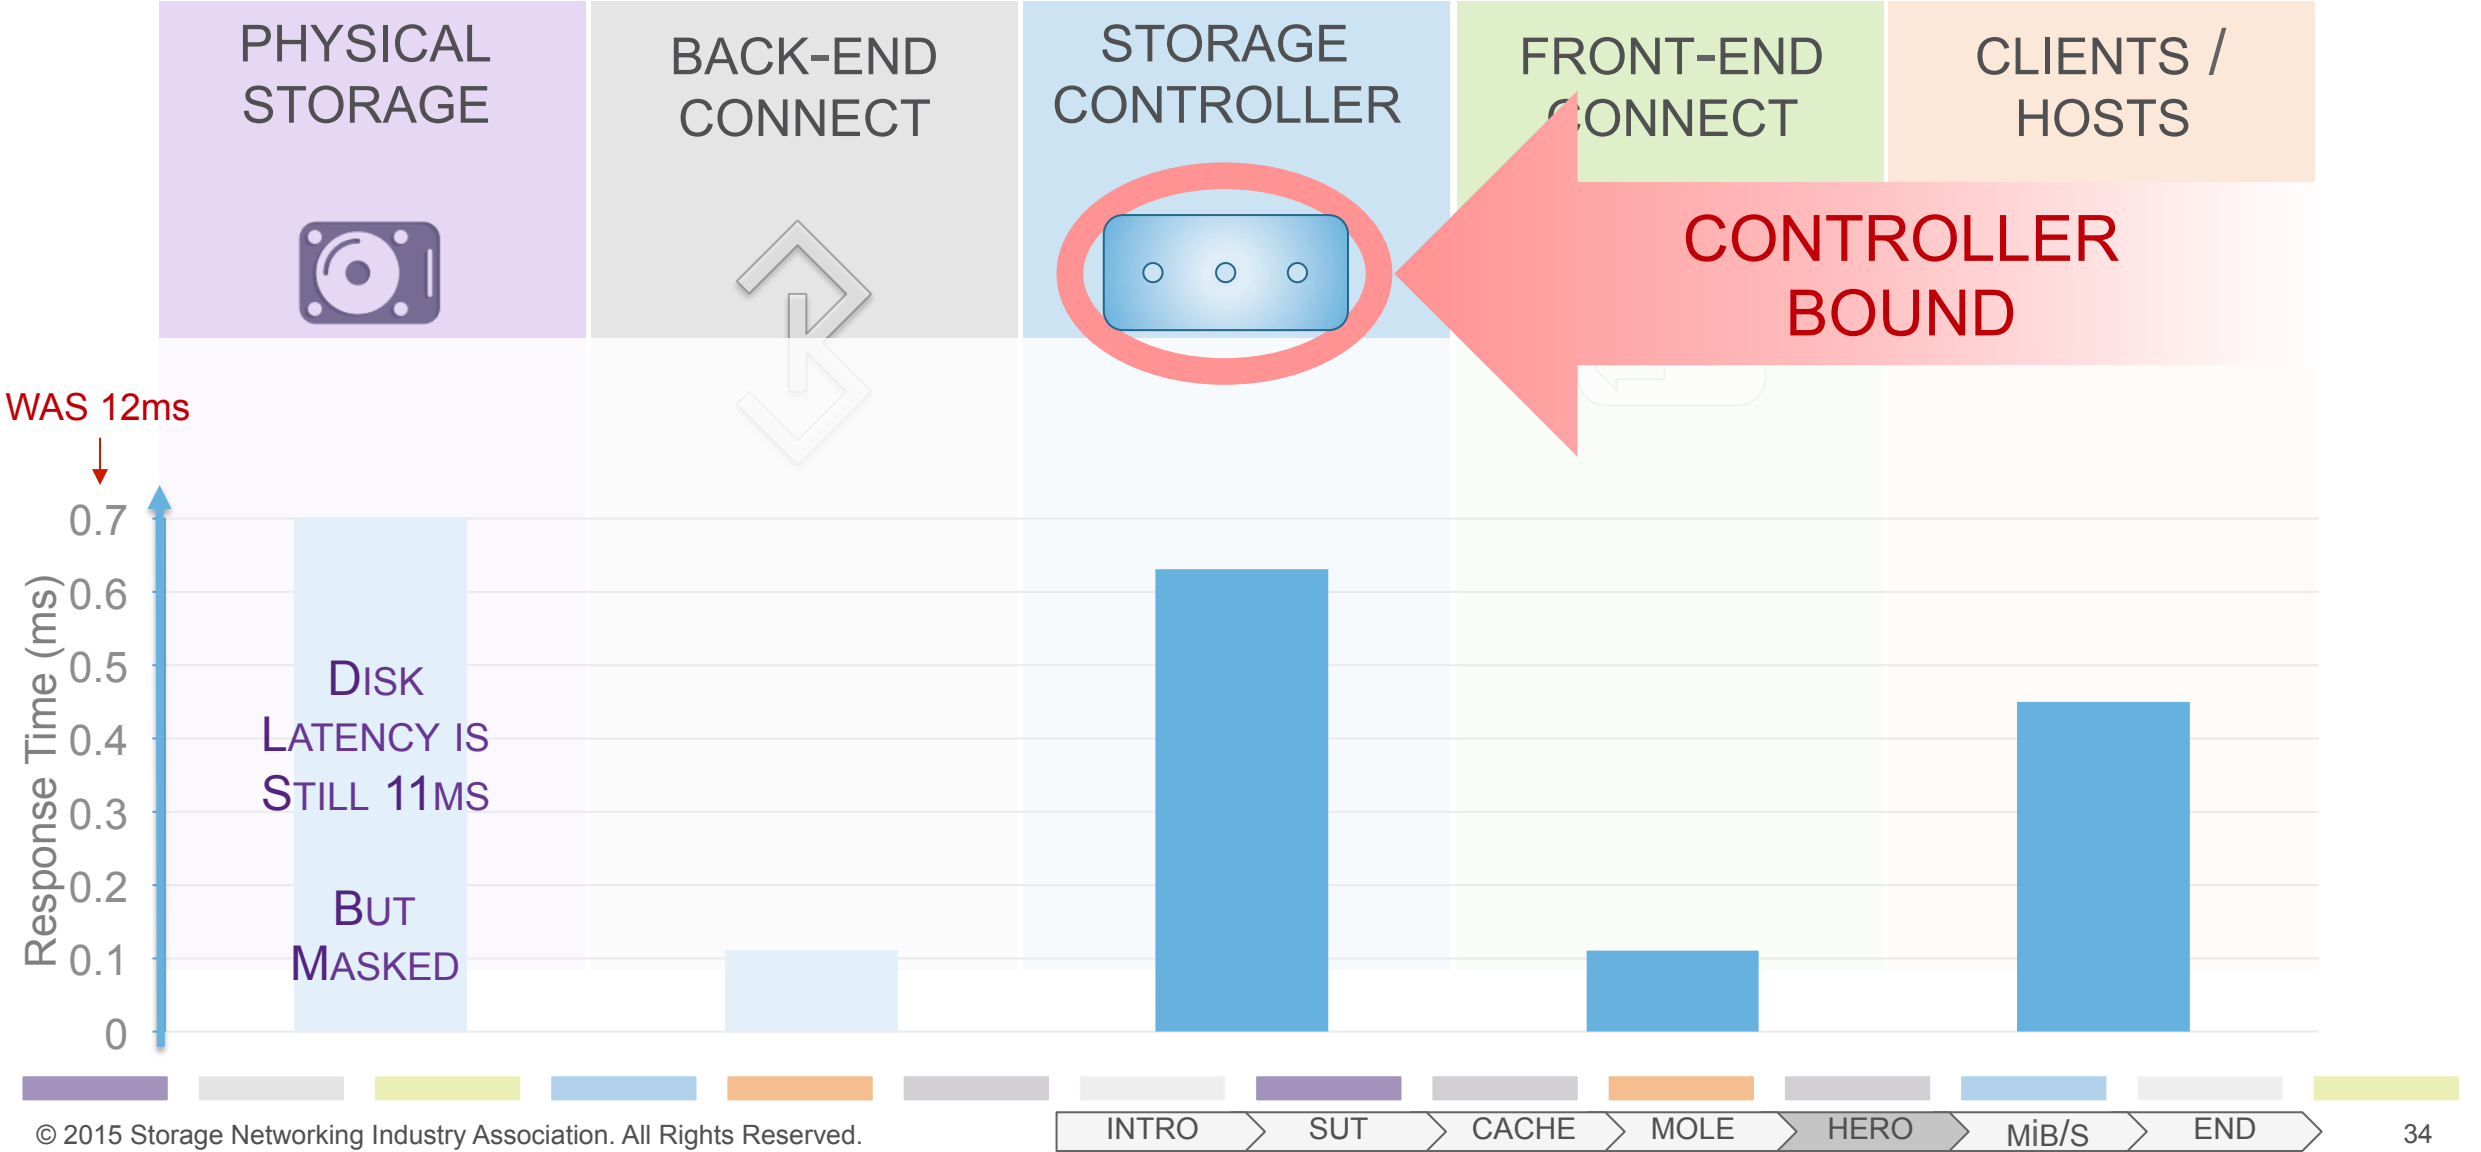 PHYSICAL
STORAGE
BACK-END
CONNECT
STORAGE
CONTROLLER
FRONT-END
CONNECT
CLIENTS /
HOSTS
CONTROLLER
BOUND
WAS 12ms
Response Time (ms)
0.7
0.6
0.5
0.4
0.3
0.2
0.1
0
DISK
LATENCY IS
STILL 11MS
BUT
MASKED
© 2015 Storage Networking Industry Association. All Rights Reserved.
INTRO
SUT
CACHE
MOLE
HERO
MiB/S
END
34